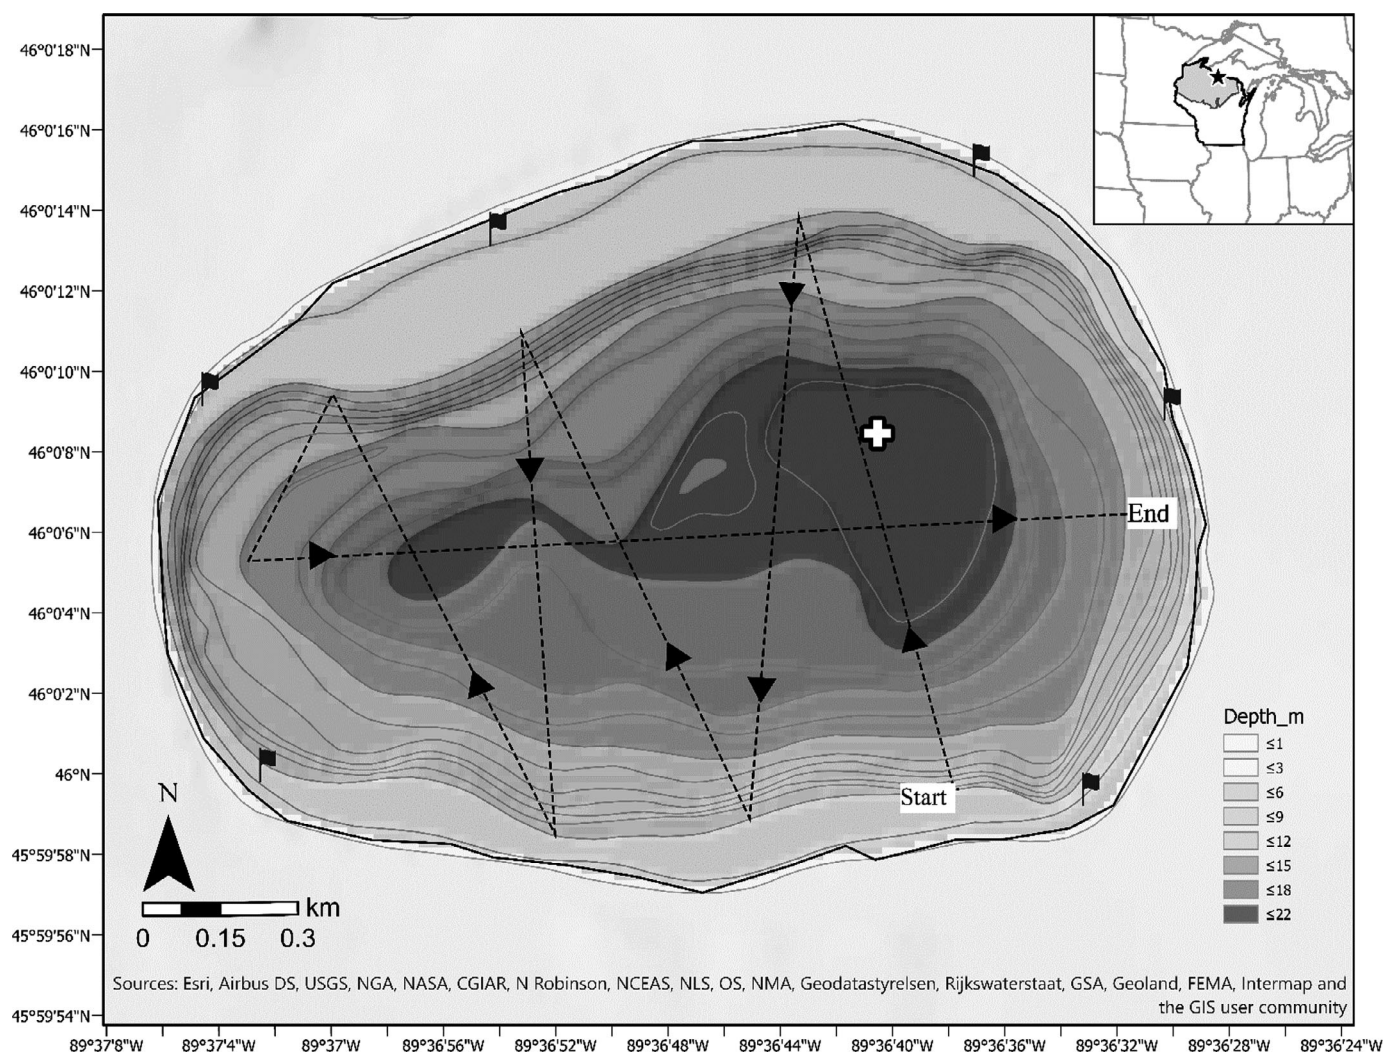 46°0'18"N
46°0'16"N
46°0'14"N
46°0'12"N
46°0'10"N
46°0'8"N
46°0'6"N
46°0'4"N
46°0'2"N
46°N
45°59'58"N
45°59'56"N
45°59'54"N
End
Start
N
km
0 0.15 0.3
Depth_m
≤1
≤3
≤6
≤9
≤12
≤15
≤18
≤22
Sources: Esri, Airbus DS, USGS, NGA, NASA, CGIAR, N Robinson, NCEAS, NLS, OS, NMA, Geodatastyrelsen, Rijkswaterstaat, GSA, Geoland, FEMA, Intermap and
the GIS user community
89°37'8"W 89°37'4"W 89°37'W 89°36'56"W 89°36'52"W 89°36'48"W 89°36'44"W 89°36'40"W 89°36'36"W 89°36'32"W 89°36'28"W 89°36'24"W